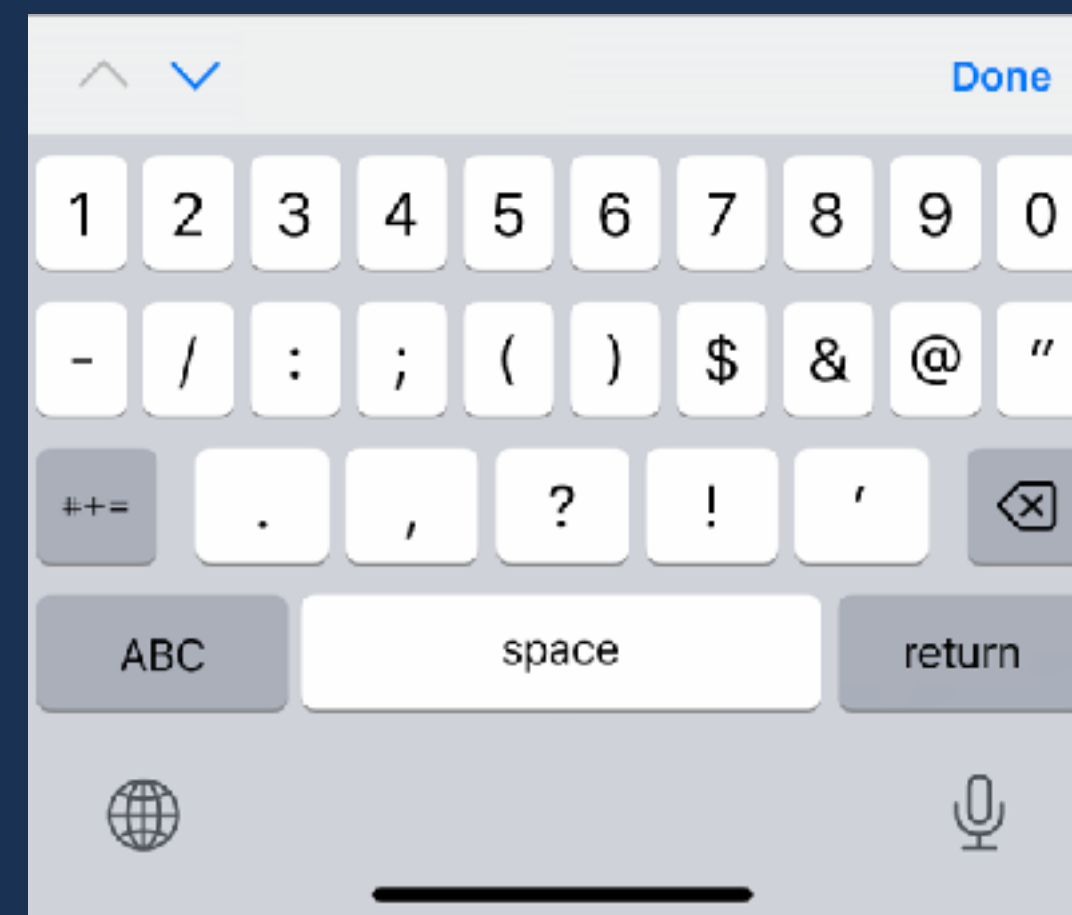 Done
1 2 3 4 5 6 7 8 9 0
- / : ; ( ) $ & @ "
#+= . , ? ! '
ABC space return